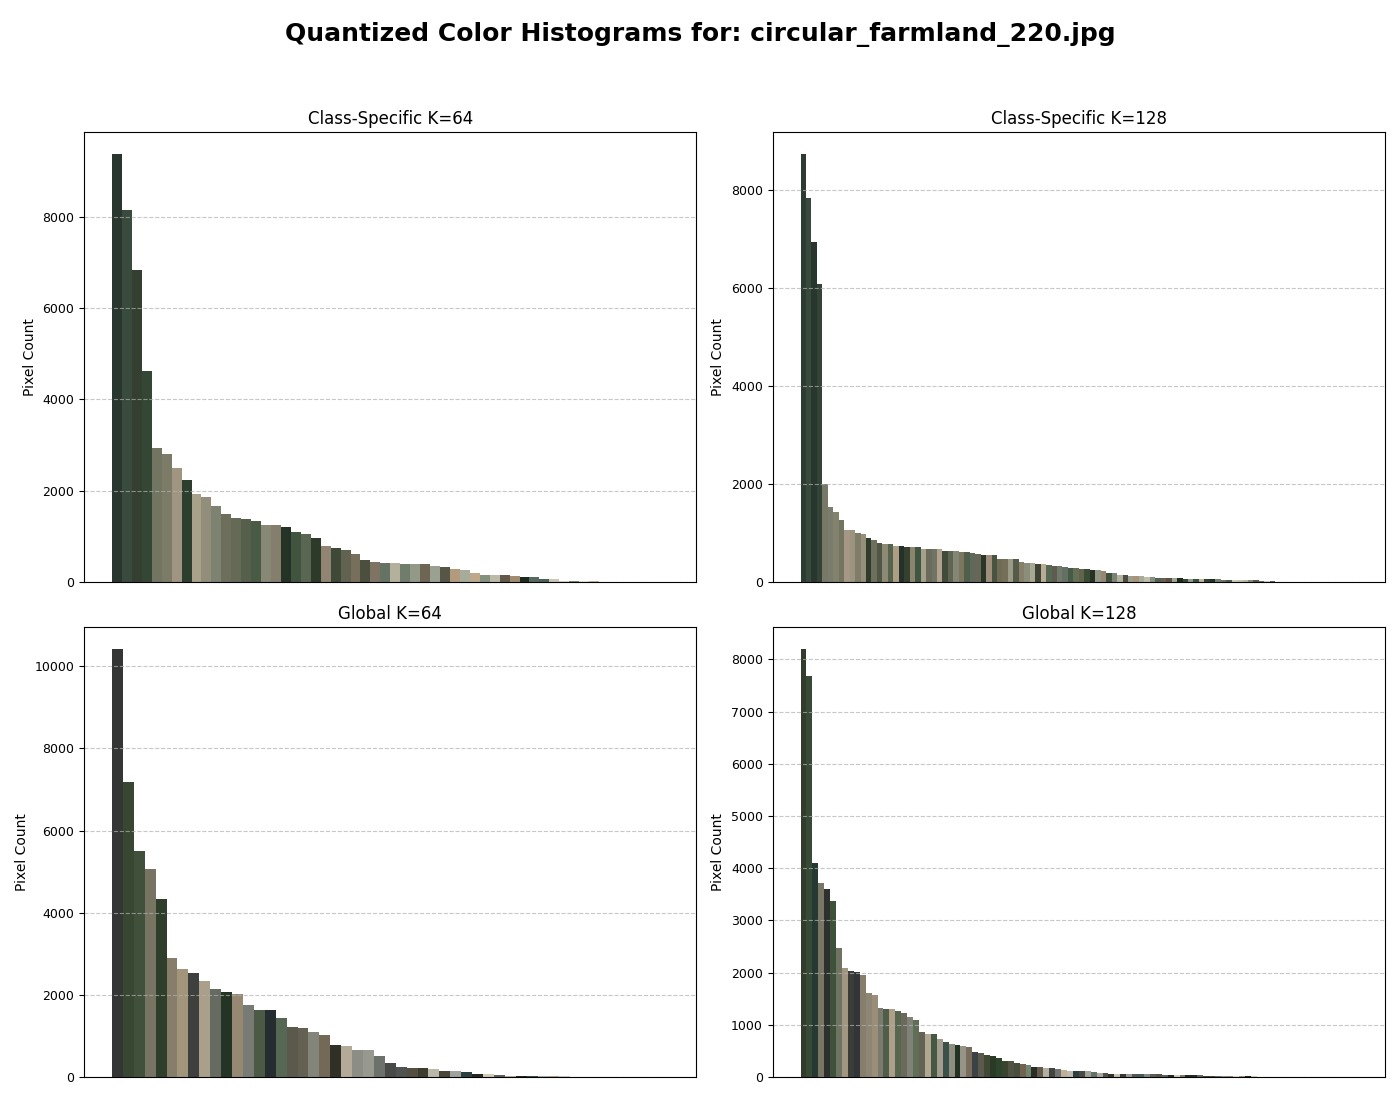 Quantized Color Histograms for: circular_farmland_220.jpg
Class-Specific K=64
Pixel Count
8000
6000
4000
2000
0
Class-Specific K=128
Pixel Count
8000
6000
4000
2000
0
Global K=64
Pixel Count
10000
8000
6000
4000
2000
0
Global K=128
Pixel Count
8000
7000
6000
5000
4000
3000
2000
1000
0